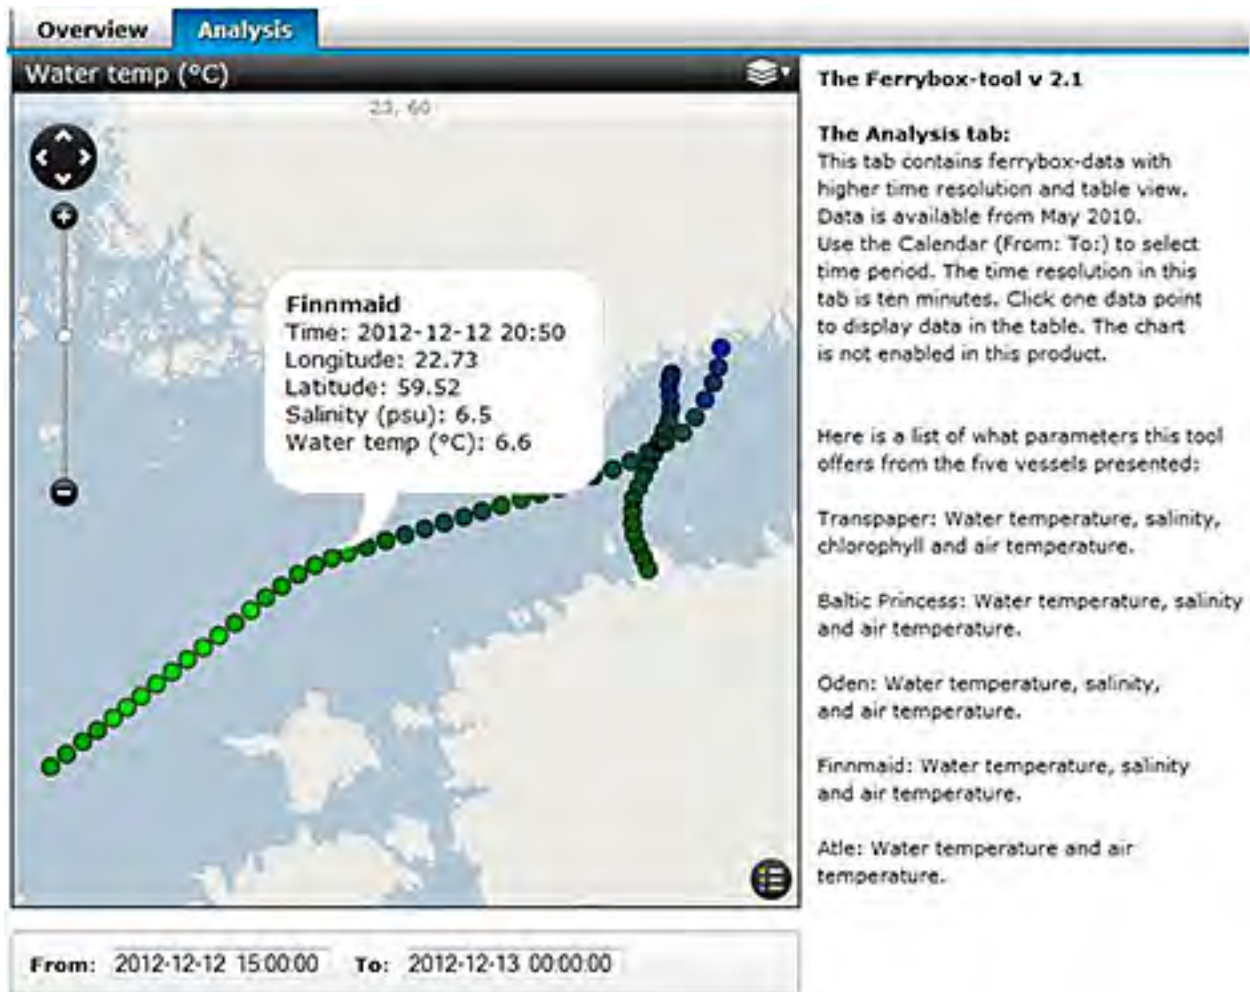 Overview Analysis
Water temp (°C)
23, 60
Finnmaid
Time: 2012-12-12 20:50
Longitude: 22.73
Latitude: 59.52
Salinity (psu): 6.5
Water temp (°C): 6.6
From: 2012-12-12 15:00:00 To: 2012-12-13 00:00:00
The Ferrybox-tool v 2.1
The Analysis tab:
This tab contains ferrybox-data with
higher time resolution and table view.
Data is available from May 2010.
Use the Calendar (From: To:) to select
time period. The time resolution in this
tab is ten minutes. Click one data point
to display data in the table. The chart
is not enabled in this product.
Here is a list of what parameters this tool
offers from the five vessels presented:
Transpaper: Water temperature, salinity,
chlorophyll and air temperature.
Baltic Princess: Water temperature, salinity
and air temperature.
Oden: Water temperature, salinity,
and air temperature.
Finnmaid: Water temperature, salinity
and air temperature.
Atle: Water temperature and air
temperature.